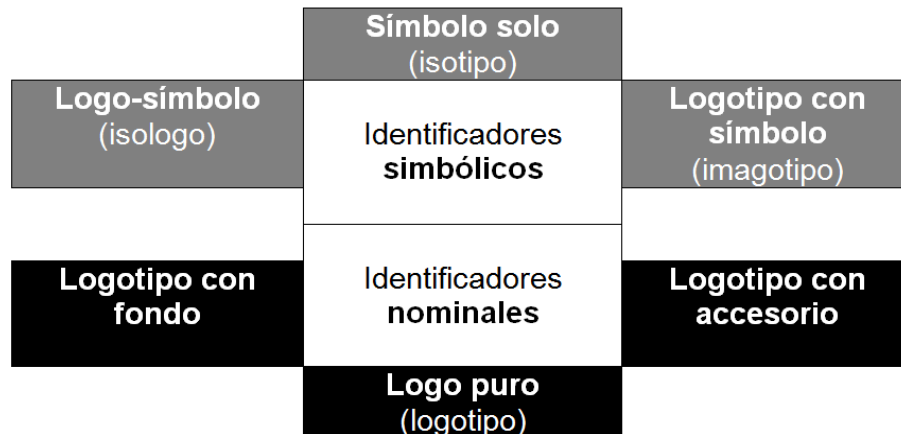 Símbolo solo
(isotipo)
Logo-símbolo
(isologo)
Identificadores
simbólicos
Logotipo con
símbolo
(imagotipo)
Logotipo con
fondo
Identificadores
nominales
Logotipo con
accesorio
Logo puro
(logotipo)